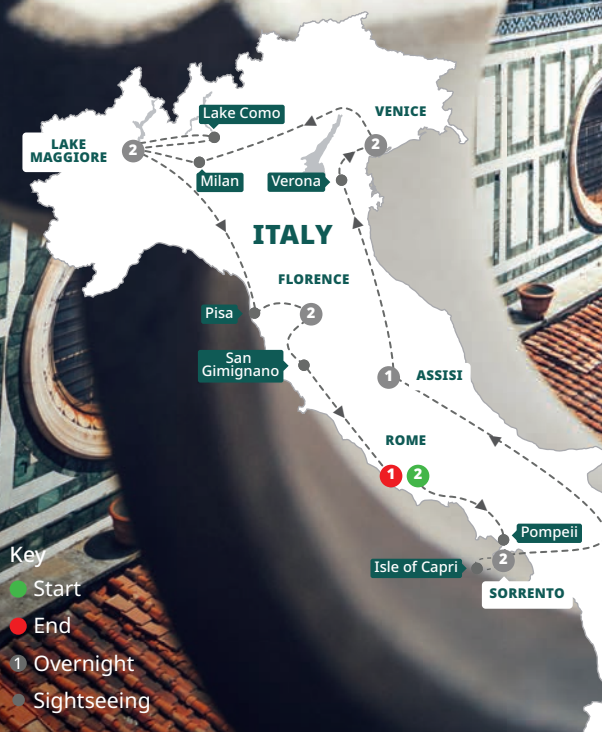 Lake Como
VENICE
LAKE
MAGGIORE
2
2
Milan
Verona
ITALY
FLORENCE
Pisa
2
San
Gimignano
1
ASSISI
ROME
1
2
Pompeii
Isle of Capri
2
SORRENTO
Key
Start
End
1 Overnight
Sightseeing